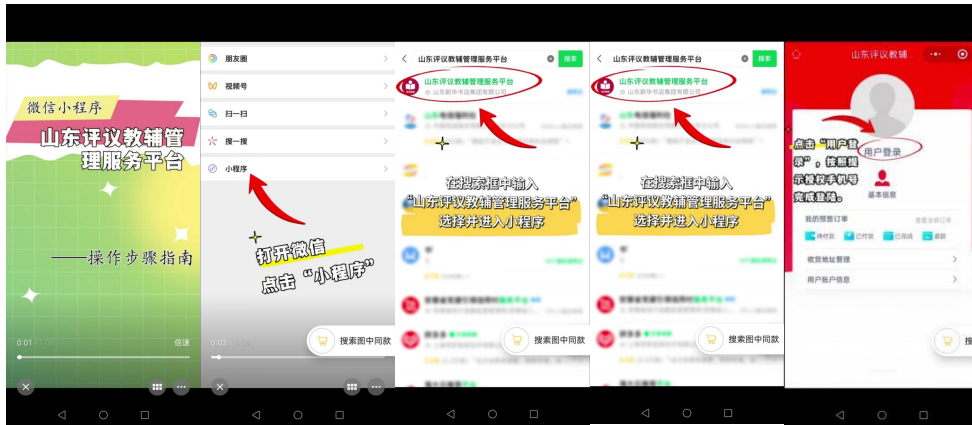 微信小程序
山东评议教辅管
理服务平台
——操作步骤指南
0:01 / 1:06
倍速
朋友圈
视频号
扫一扫
搜一搜
小程序
打开微信
点击“小程序”
0:03 / 1:06
搜索图中同款
山东评议教辅管理服务平台
搜索
山东评议教辅管理服务平台
山东新华书店集团有限公司
在搜索框中输入
“山东评议教辅管理服务平台”
选择并进入小程序
搜索图中同款
山东评议教辅管理服务平台
搜索
山东评议教辅管理服务平台
山东新华书店集团有限公司
在搜索框中输入
“山东评议教辅管理服务平台”
选择并进入小程序
搜索图中同款
山东评议教辅...
点击“用户登
录”，按照提
示授权手机号
完成登陆。
用户登录
基本信息
我的预售订单
查看全部订单
待付款
已付款
已完成
退款
收货地址管理
用户账户信息
搜